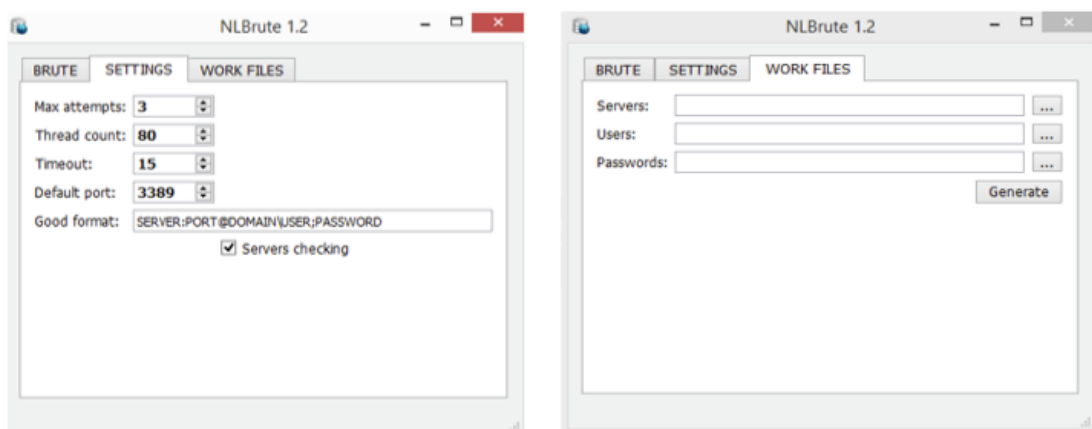 NLBrute 1.2
BRUTE SETTINGS WORK FILES
Max attempts: 3
Thread count: 80
Timeout: 15
Default port: 3389
Good format: SERVER:PORT@DOMAIN\USER;PASSWORD
Servers checking
NLBrute 1.2
BRUTE SETTINGS WORK FILES
Servers: ...
Users: ...
Passwords: ...
Generate